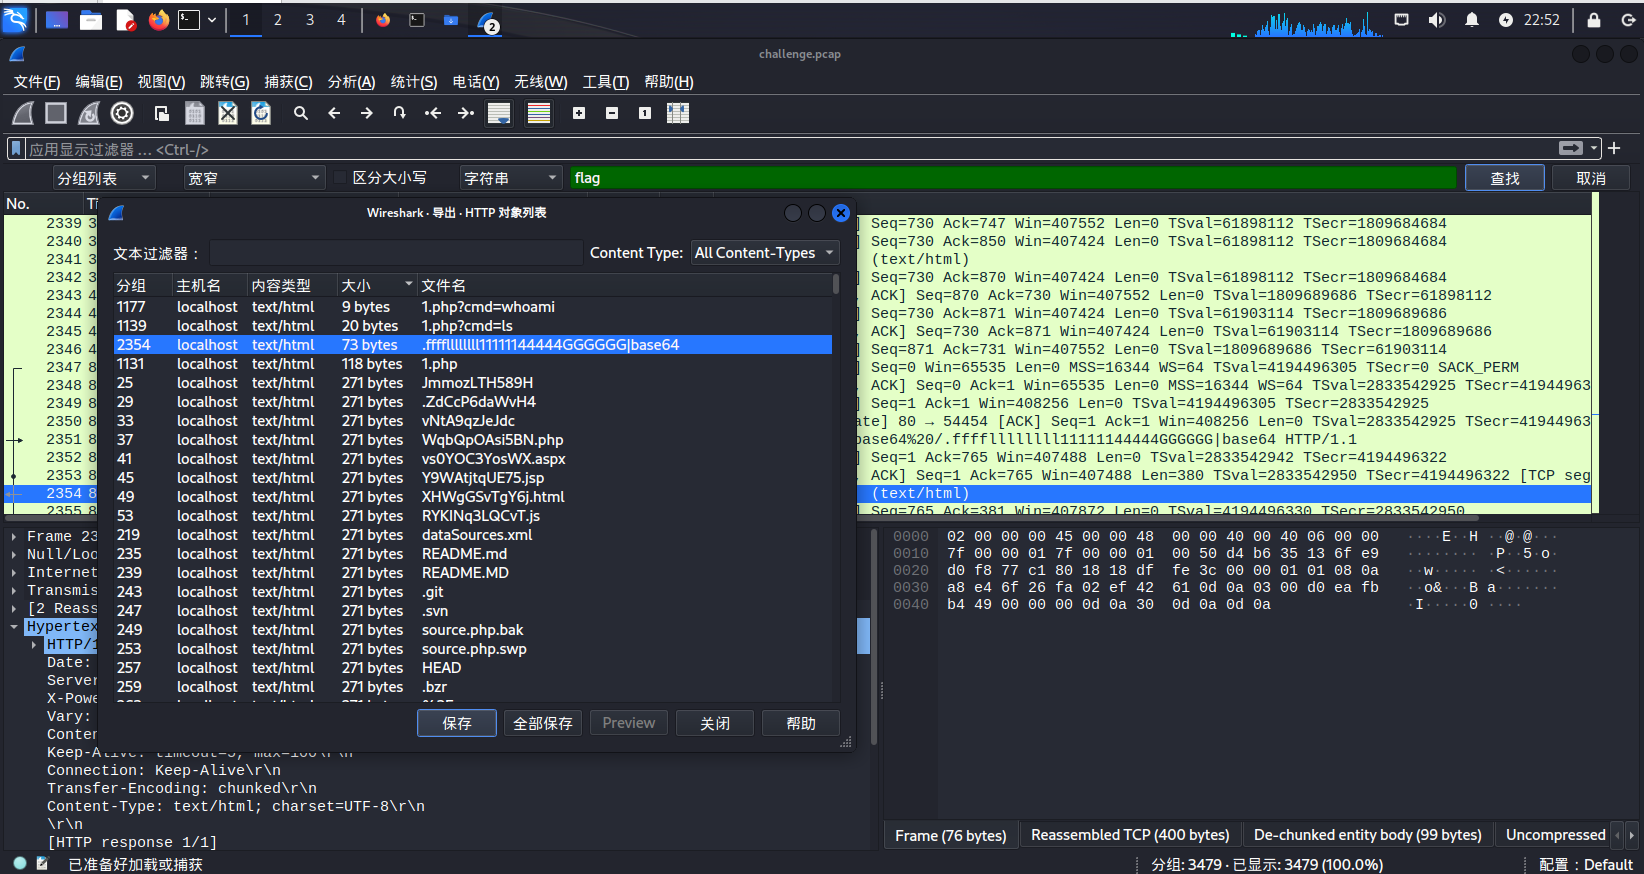 1 2 3 4
2
22:52
challenge.pcap
文件(F) 编辑(E) 视图(V) 跳转(G) 捕获(C) 分析(A) 统计(S) 电话(Y) 无线(W) 工具(T) 帮助(H)
应用显示过滤器 … <Ctrl-/>
分组列表 宽窄 区分大小写 字符串 flag 查找 取消
No.
2339 3
2340 3
2341 3
2342 3
2343 4
2344 4
2345 4
2346 4
2347 8
2348 8
2349 8
2350 8
2351 8
2352 8
2353 8
2354 8
2355 8
] Seq=730 Ack=747 Win=407552 Len=0 TSval=61898112 TSecr=1809684684
] Seq=730 Ack=850 Win=407424 Len=0 TSval=61898112 TSecr=1809684684
(text/html)
] Seq=730 Ack=870 Win=407424 Len=0 TSval=61898112 TSecr=1809684684
ACK] Seq=870 Ack=730 Win=407552 Len=0 TSval=1809689686 TSecr=61898112
] Seq=730 Ack=871 Win=407424 Len=0 TSval=61903114 TSecr=1809689686
ACK] Seq=730 Ack=871 Win=407424 Len=0 TSval=61903114 TSecr=1809689686
] Seq=871 Ack=731 Win=407552 Len=0 TSval=1809689686 TSecr=61903114
] Seq=0 Win=65535 Len=0 MSS=16344 WS=64 TSval=4194496305 TSecr=0 SACK_PERM
ACK] Seq=0 Ack=1 Win=65535 Len=0 MSS=16344 WS=64 TSval=2833542925 TSecr=41944963
] Seq=1 Ack=1 Win=408256 Len=0 TSval=4194496305 TSecr=2833542925
ate] 80 → 54454 [ACK] Seq=1 Ack=1 Win=408256 Len=0 TSval=2833542925 TSecr=41944963
base64%20/.ffffllllllll11111144444GGGGGG|base64 HTTP/1.1
] Seq=1 Ack=765 Win=407488 Len=0 TSval=2833542942 TSecr=4194496322
ACK] Seq=1 Ack=765 Win=407488 Len=380 TSval=2833542950 TSecr=4194496322 [TCP seg
(text/html)
] Seq=765 Ack=381 Win=407872 Len=0 TSval=4194496330 TSecr=2833542950
Wireshark · 导出 · HTTP 对象列表
文本过滤器： Content Type: All Content-Types
分组 主机名 内容类型 大小 文件名
1177 localhost text/html 9 bytes 1.php?cmd=whoami
1139 localhost text/html 20 bytes 1.php?cmd=ls
2354 localhost text/html 73 bytes .ffffllllllll11111144444GGGGGG|base64
1131 localhost text/html 118 bytes 1.php
25 localhost text/html 271 bytes JmmozLTH589H
29 localhost text/html 271 bytes .ZdCcP6daWvH4
33 localhost text/html 271 bytes vNtA9qzJeJdc
37 localhost text/html 271 bytes WqbQpOAsi5BN.php
41 localhost text/html 271 bytes vs0YOC3YosWX.aspx
45 localhost text/html 271 bytes Y9WAtjtqUE75.jsp
49 localhost text/html 271 bytes XHWgGSvTgY6j.html
53 localhost text/html 271 bytes RYKINq3LQCvT.js
219 localhost text/html 271 bytes dataSources.xml
235 localhost text/html 271 bytes README.md
239 localhost text/html 271 bytes README.MD
243 localhost text/html 271 bytes .git
247 localhost text/html 271 bytes .svn
249 localhost text/html 271 bytes source.php.bak
253 localhost text/html 271 bytes source.php.swp
257 localhost text/html 271 bytes HEAD
259 localhost text/html 271 bytes .bzr
保存 全部保存 Preview 关闭 帮助
Frame 23
Null/Loo
Internet
Transmis
[2 Reass
Hypertex
HTTP/1
Date:
Server
X-Powe
Vary:
Conten
Keep-Alive: timeout=5, max=100\r\n
Connection: Keep-Alive\r\n
Transfer-Encoding: chunked\r\n
Content-Type: text/html; charset=UTF-8\r\n
\r\n
[HTTP response 1/1]
0000 02 00 00 00 45 00 00 48 00 00 40 00 40 06 00 00 ····E··H ··@·@···
0010 7f 00 00 01 7f 00 00 01 00 50 d4 b6 35 13 6f e9 ········ ·P··5·o·
0020 d0 f8 77 c1 80 18 18 df fe 3c 00 00 01 01 08 0a ··w····· ·<······
0030 a8 e4 6f 26 fa 02 ef 42 61 0d 0a 03 00 d0 ea fb ··o&···B a·······
0040 b4 49 00 00 00 0d 0a 30 0d 0a 0d 0a ·I·····0 ····
Frame (76 bytes) Reassembled TCP (400 bytes) De-chunked entity body (99 bytes) Uncompressed
已准备好加载或捕获 分组: 3479 · 已显示: 3479 (100.0%) 配置：Default